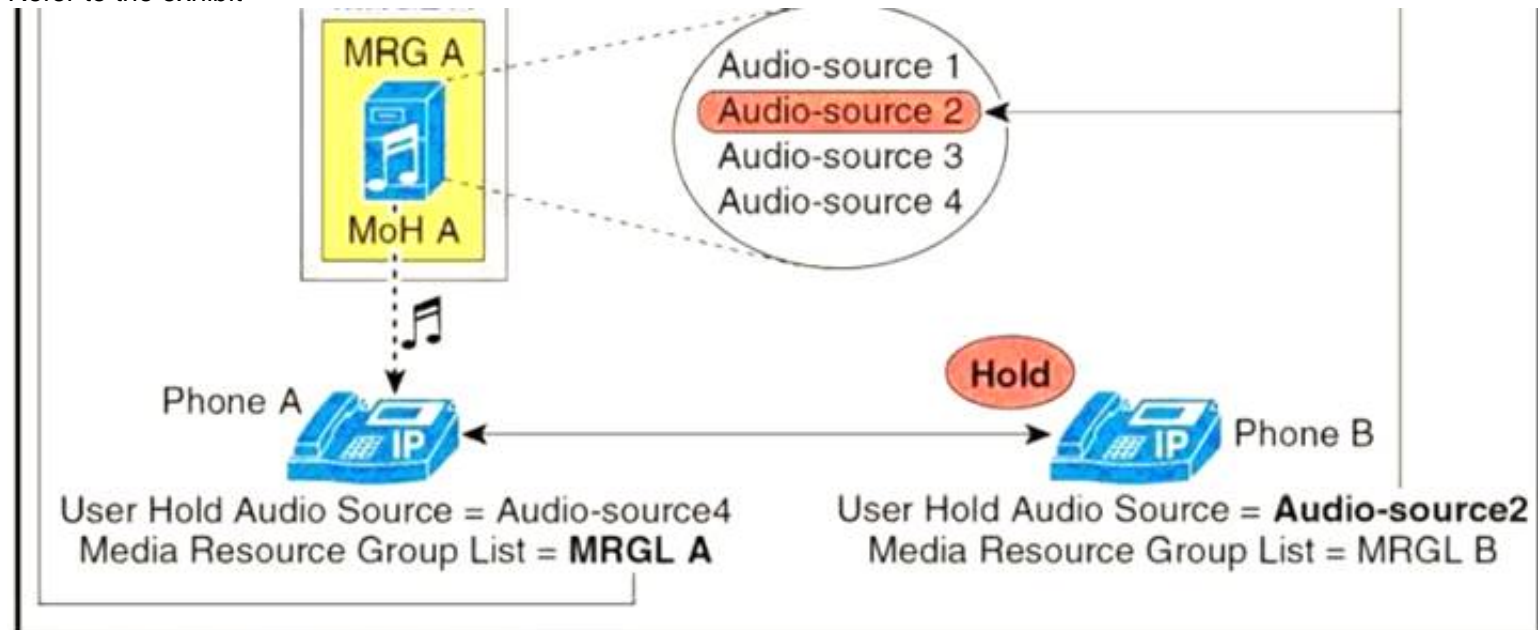 MRG A
MoH A
Audio-source 1
Audio-source 2
Audio-source 3
Audio-source 4
Hold
Phone A
IP
IP
Phone B
User Hold Audio Source = Audio-source4
Media Resource Group List = MRGL A
User Hold Audio Source = Audio-source2
Media Resource Group List = MRGL B